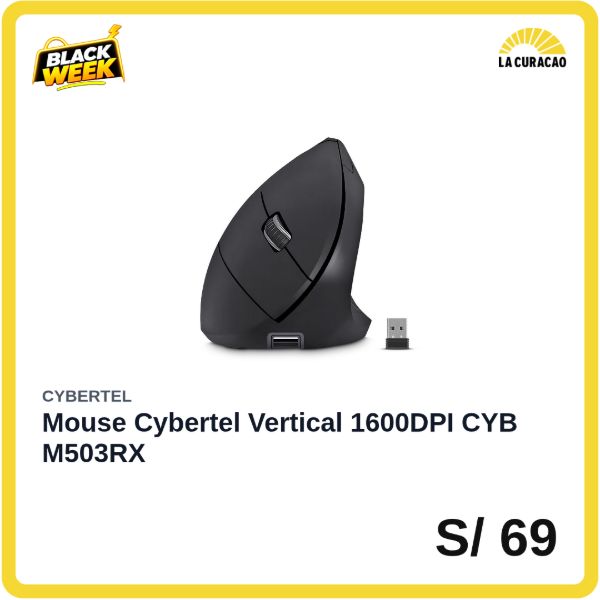 BLACK
WEEK
LA CURACAO
CYBERTEL
Mouse Cybertel Vertical 1600DPI CYB
M503RX
S/ 69